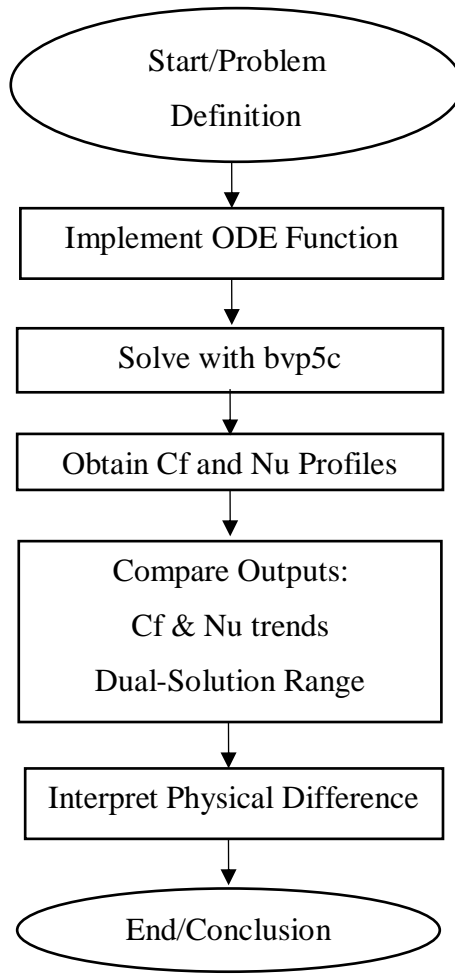 Start/Problem
Definition
Implement ODE Function
Solve with bvp5c
Obtain Cf and Nu Profiles
Compare Outputs:
Cf & Nu trends
Dual-Solution Range
Interpret Physical Difference
End/Conclusion